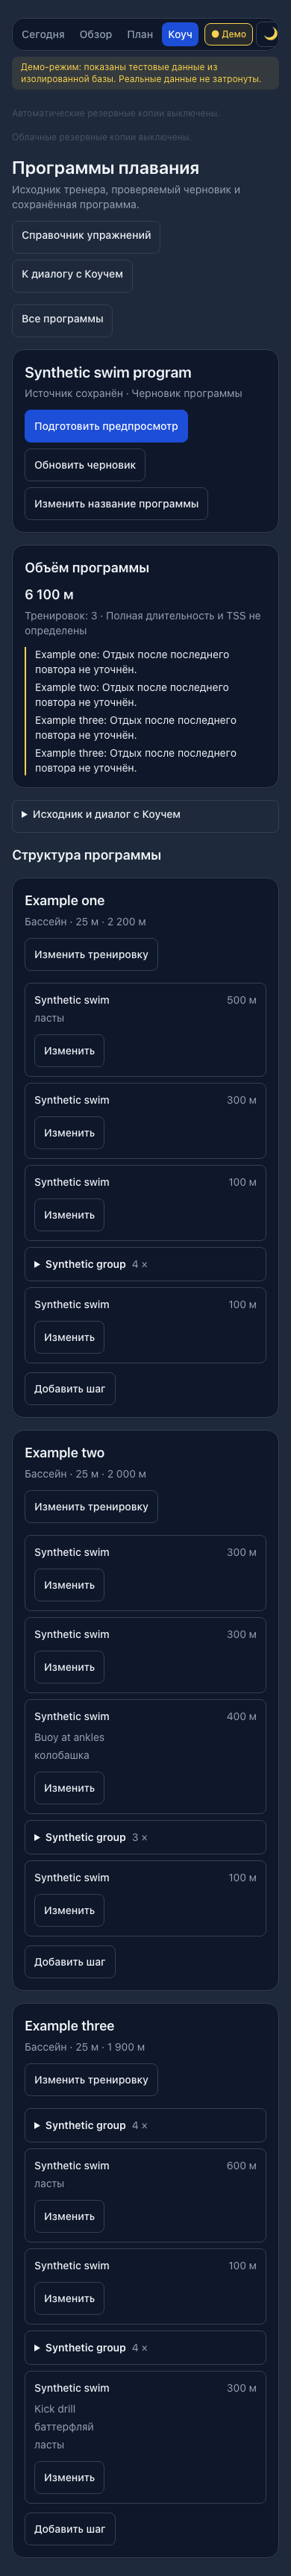 Сегодня Обзор План Коуч Демо
Демо-режим: показаны тестовые данные из
изолированной базы. Реальные данные не затронуты.
Автоматические резервные копии выключены.
Облачные резервные копии выключены.
Программы плавания
Исходник тренера, проверяемый черновик и
сохранённая программа.
Справочник упражнений
К диалогу с Коучем
Все программы
Synthetic swim program
Источник сохранён · Черновик программы
Подготовить предпросмотр
Обновить черновик
Изменить название программы
Объём программы
6 100 м
Тренировок: 3 · Полная длительность и TSS не
определены
Example one: Отдых после последнего
повтора не уточнён.
Example two: Отдых после последнего
повтора не уточнён.
Example three: Отдых после последнего
повтора не уточнён.
Example three: Отдых после последнего
повтора не уточнён.
Исходник и диалог с Коучем
Структура программы
Example one
Бассейн · 25 м · 2 200 м
Изменить тренировку
Synthetic swim 500 м
ласты
Изменить
Synthetic swim 300 м
Изменить
Synthetic swim 100 м
Изменить
Synthetic group 4 ×
Synthetic swim 100 м
Изменить
Добавить шаг
Example two
Бассейн · 25 м · 2 000 м
Изменить тренировку
Synthetic swim 300 м
Изменить
Synthetic swim 300 м
Изменить
Synthetic swim 400 м
Buoy at ankles
колобашка
Изменить
Synthetic group 3 ×
Synthetic swim 100 м
Изменить
Добавить шаг
Example three
Бассейн · 25 м · 1 900 м
Изменить тренировку
Synthetic group 4 ×
Synthetic swim 600 м
ласты
Изменить
Synthetic swim 100 м
Изменить
Synthetic group 4 ×
Synthetic swim 300 м
Kick drill
баттерфляй
ласты
Изменить
Добавить шаг